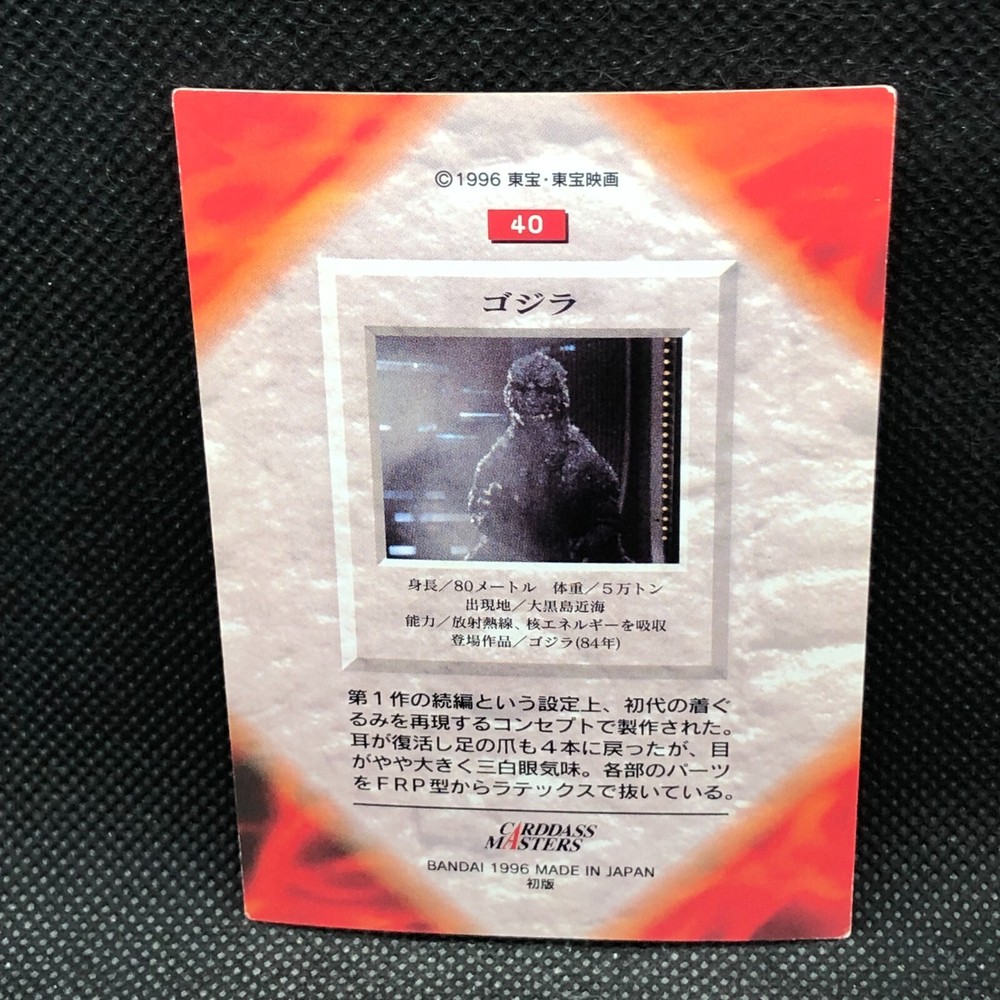 ©1996 東宝・東宝映画
40
ゴジラ
身長／80メートル　体重／5万トン
出現地／大黒島近海
能力／放射熱線、核エネルギーを吸収
登場作品／ゴジラ(84年)
第1作の続編という設定上、初代の着ぐ
るみを再現するコンセプトで製作された。
耳が復活し足の爪も4本に戻ったが、目
がやや大きく三白眼気味。各部のパーツ
をFRP型からラテックスで抜いている。
CARDDASS
MASTERS
BANDAI 1996 MADE IN JAPAN
初版